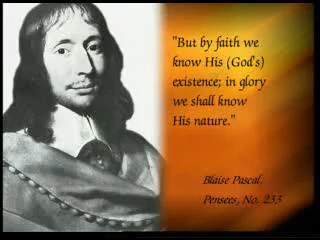 "But by faith we
know His (God's)
existence; in glory
we shall know
His nature."
Blaise Pascal.
Pensees, No. 233